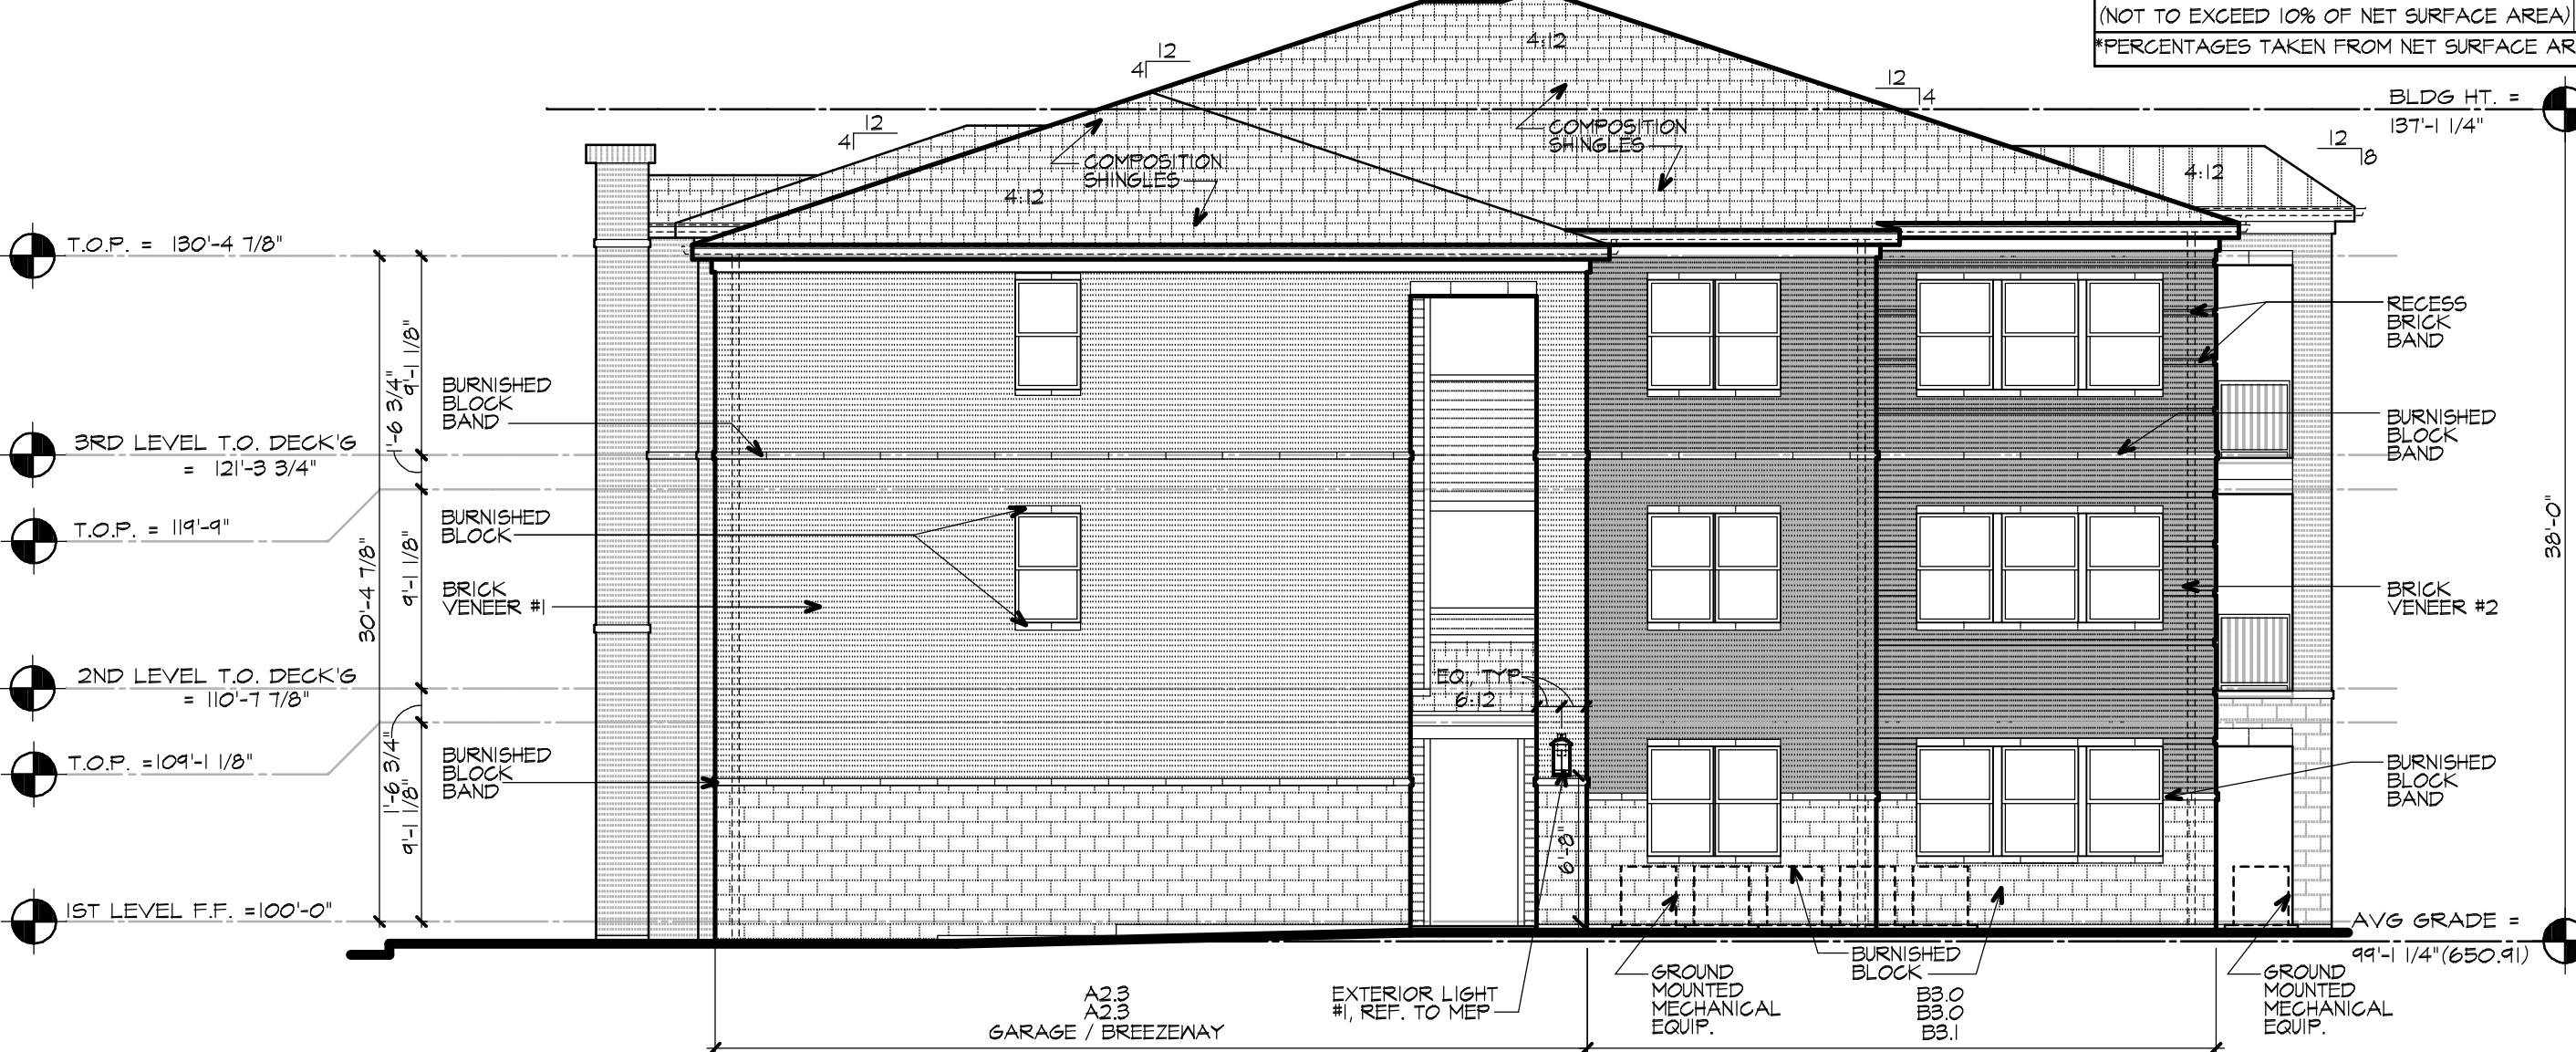 (NOT TO EXCEED 10% OF NET SURFACE AREA)
*PERCENTAGES TAKEN FROM NET SURFACE AR
12
4
4:12
12
4
BLDG HT. =
137'-1 1/4"
12
4
COMPOSITION
SHINGLES
COMPOSITION
SHINGLES
12
8
4:12
4:12
T.O.P. = 130'-4 7/8"
9'-1 1/8"
RECESS
BRICK
BAND
1'-6 3/4"
BURNISHED
BLOCK
BAND
BURNISHED
BLOCK
BAND
3RD LEVEL T.O. DECK'G
= 121'-3 3/4"
T.O.P. = 119'-9"
BURNISHED
BLOCK
38'-0"
30'-4 7/8"
9'-1 1/8"
BRICK
VENEER #1
BRICK
VENEER #2
2ND LEVEL T.O. DECK'G
= 110'-7 7/8"
EQ., TYP
6:12
T.O.P. =109'-1 1/8"
1'-6 3/4"
BURNISHED
BLOCK
BAND
BURNISHED
BLOCK
BAND
9'-1 1/8"
6'-8"
1ST LEVEL F.F. =100'-0"
AVG GRADE =
99'-1 1/4"(650.91)
BURNISHED
BLOCK
GROUND
MOUNTED
MECHANICAL
EQUIP.
GROUND
MOUNTED
MECHANICAL
EQUIP.
EXTERIOR LIGHT
#1, REF. TO MEP
A2.3
A2.3
GARAGE / BREEZEWAY
B3.0
B3.0
B3.1